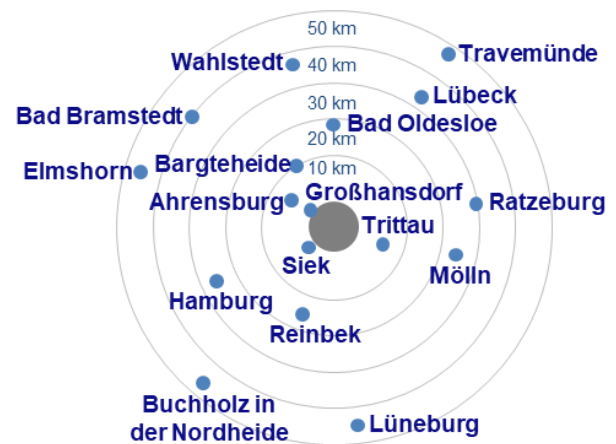 50 km
Travemünde
Wahlstedt
40 km
Lübeck
30 km
Bad Bramstedt
Bad Oldesloe
20 km
Elmshorn
Bargteheide
10 km
Ahrensburg
Großhansdorf
Ratzeburg
Trittau
Siek
Mölln
Hamburg
Reinbek
Buchholz in
der Nordheide
Lüneburg